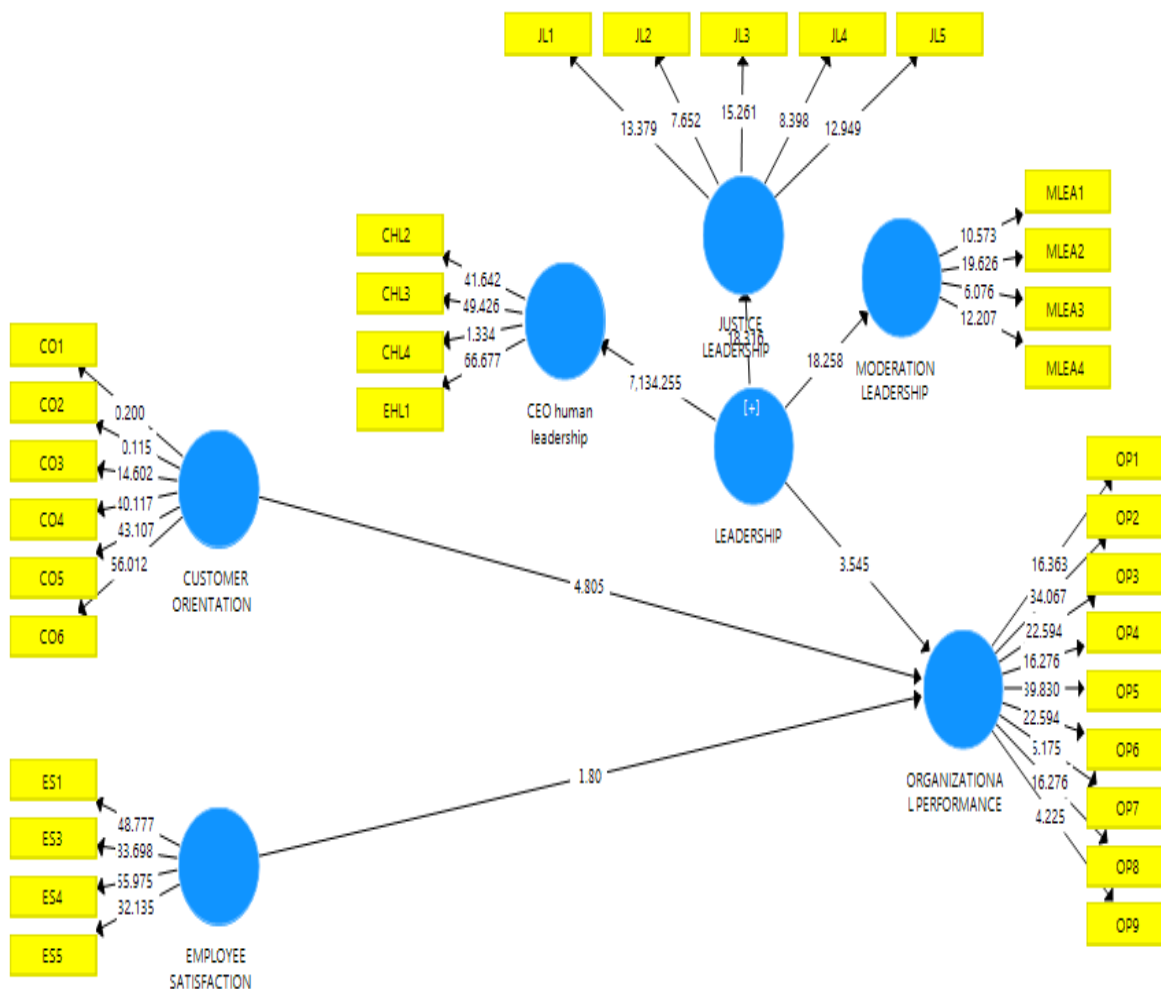 JL1
JL2
JL3
JL4
JL5
13.379
7.652
15.261
8.398
12.949
CHL2
CHL3
CHL4
EHL1
41.642
49.426
1.334
66.677
CEO human
leadership
JUSTICE
LEADERSHIP
18.316
MLEA1
MLEA2
MLEA3
MLEA4
10.573
19.626
6.076
12.207
MODERATION
LEADERSHIP
18.258
7,134.255
[+]
LEADERSHIP
3.545
CO1
CO2
CO3
CO4
CO5
CO6
0.200
0.115
14.602
40.117
43.107
56.012
CUSTOMER
ORIENTATION
4.805
ES1
ES3
ES4
ES5
48.777
33.698
55.975
32.135
EMPLOYEE
SATISFACTION
1.80
ORGANIZATIONA
L PERFORMANCE
OP1
OP2
OP3
OP4
OP5
OP6
OP7
OP8
OP9
16.363
34.067
22.594
16.276
39.830
22.594
5.175
16.276
4.225